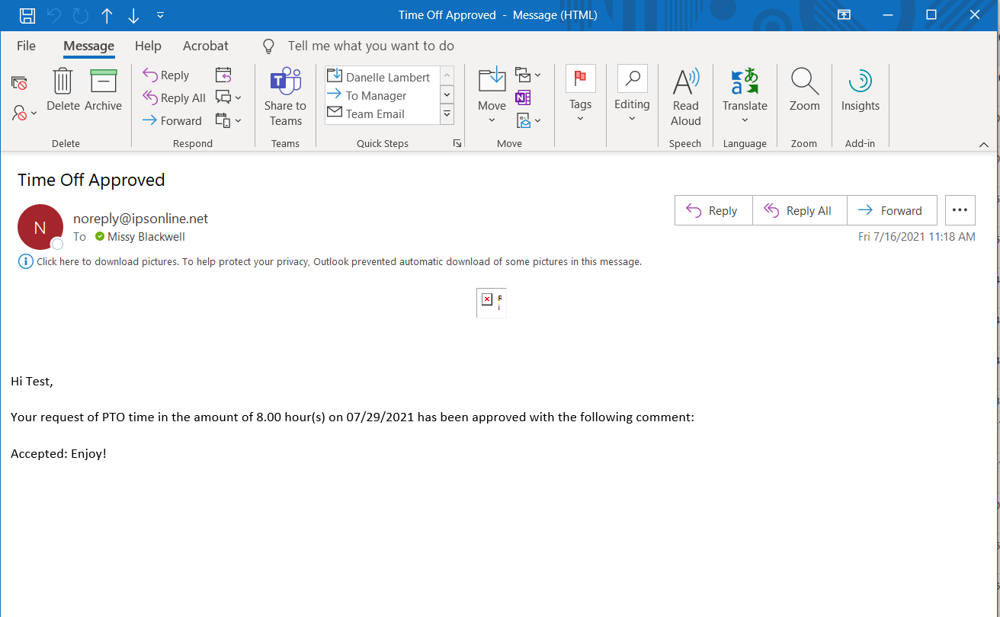 Time Off Approved - Message (HTML)
File Message Help Acrobat Tell me what you want to do
Delete
Archive
Delete
Reply
Reply All
Forward
Respond
Share to
Teams
Teams
Danelle Lambert
To Manager
Team Email
Quick Steps
Move
Move
Tags
Editing
Read
Aloud
Speech
Translate
Language
Zoom
Zoom
Insights
Add-in
Time Off Approved
N
noreply@ipsonline.net
To Missy Blackwell
Reply Reply All Forward
Fri 7/16/2021 11:18 AM
Click here to download pictures. To help protect your privacy, Outlook prevented automatic download of some pictures in this message.
Hi Test,
Your request of PTO time in the amount of 8.00 hour(s) on 07/29/2021 has been approved with the following comment:
Accepted: Enjoy!